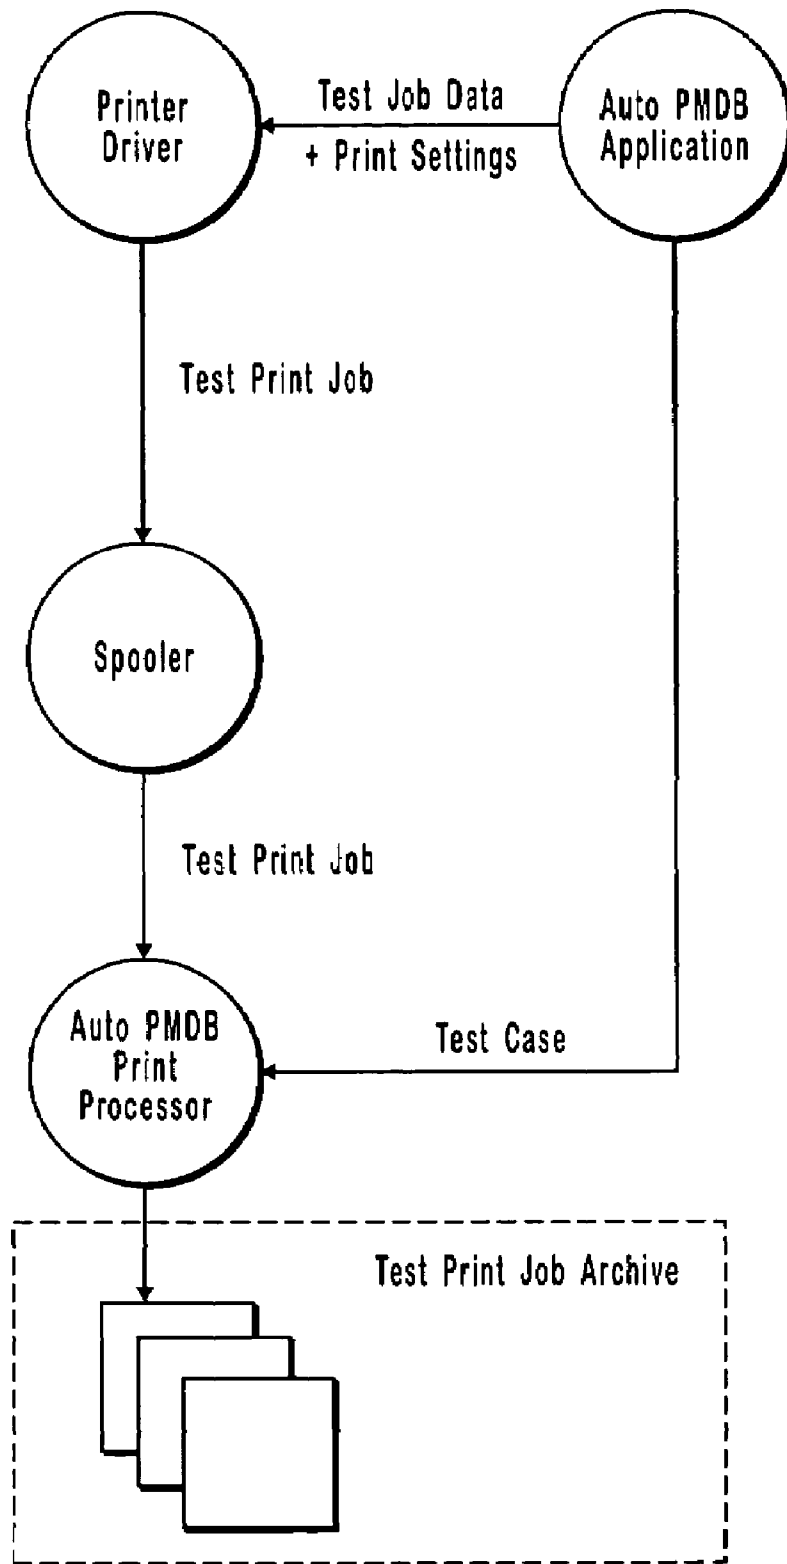 Printer
Driver
Test Job Data
+ Print Settings
Auto PMDB
Application
Test Print Job
Spooler
Test Print Job
Auto PMDB
Print
Processor
Test Case
Test Print Job Archive